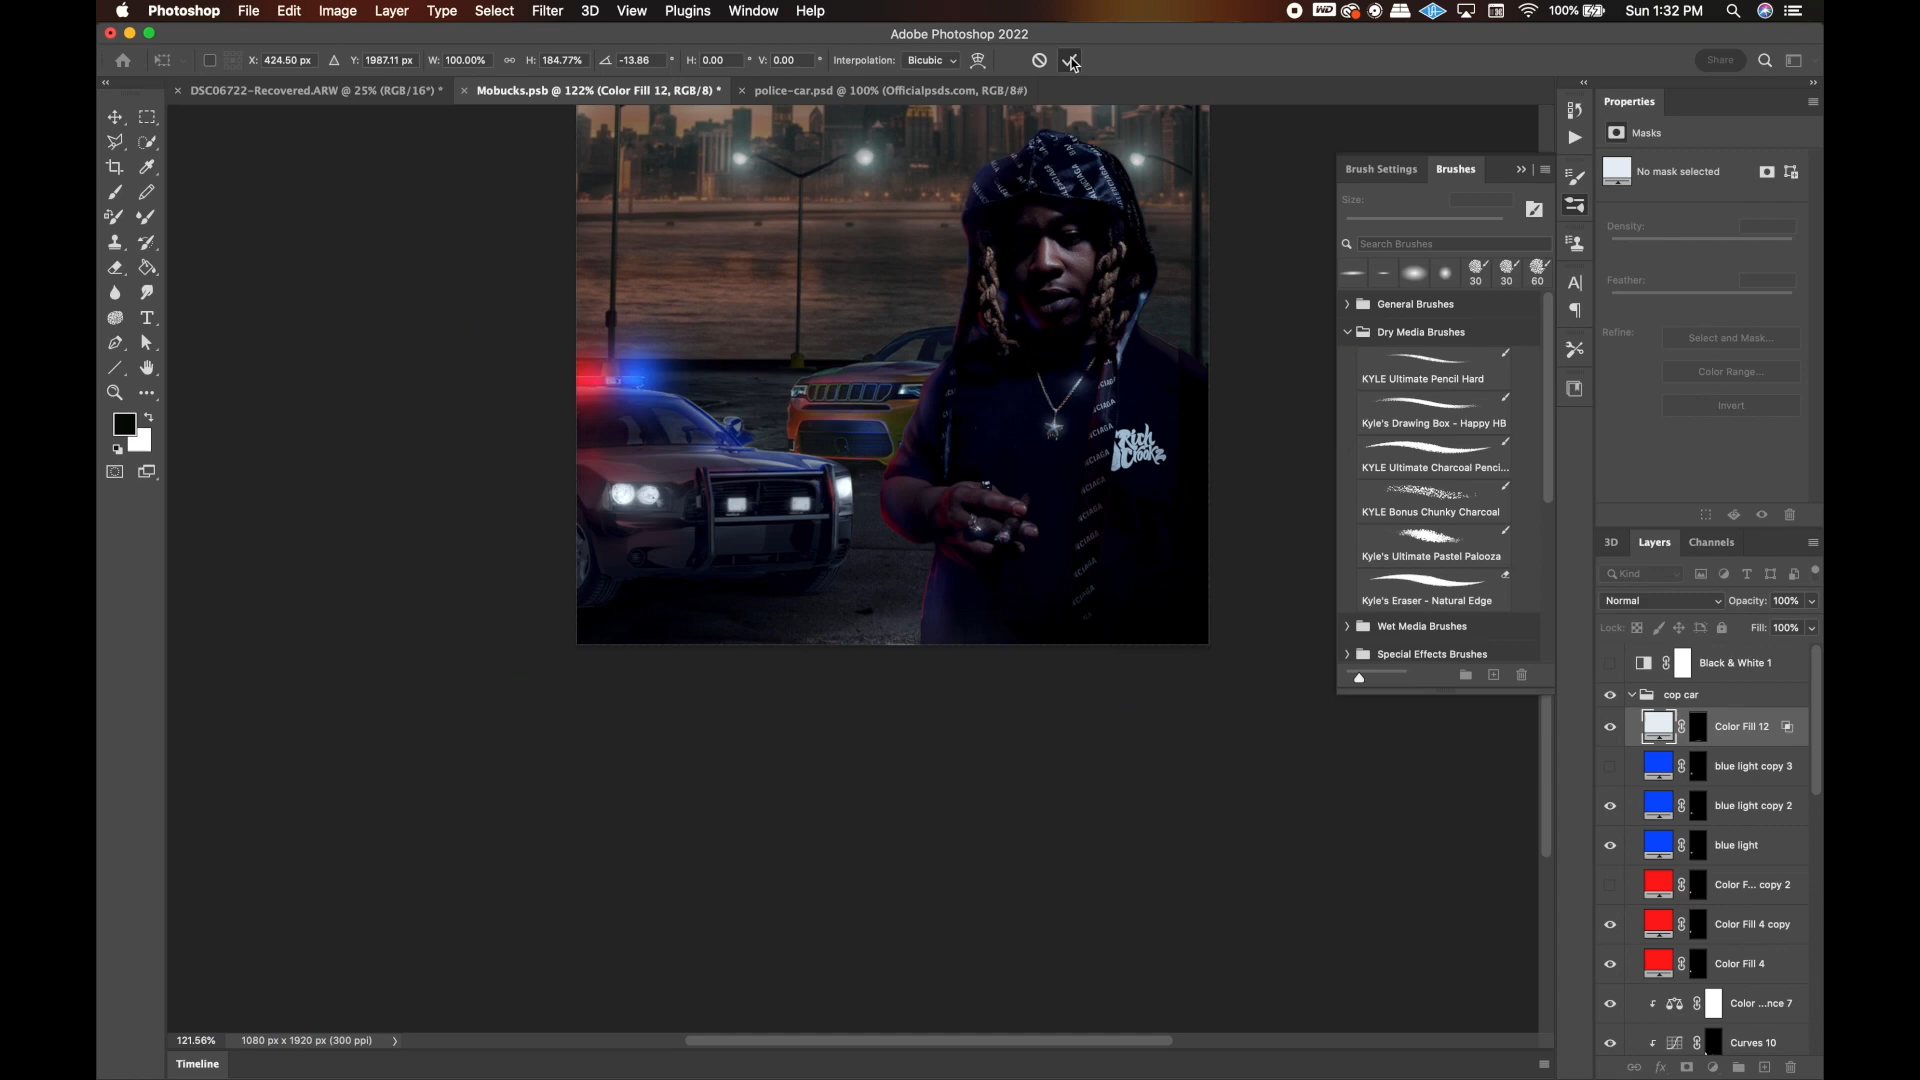 Photoshop File Edit Image Layer Type Select Filter 3D View Plugins Window Help
100% Sun 1:32 PM
Adobe Photoshop 2022
X: 424.50 px Y: 1987.11 px W: 100.00% H: 184.77% -13.86 ° H: 0.00 ° V: 0.00 ° Interpolation: Bicubic Share
DSC06722-Recovered.ARW @ 25% (RGB/16*) * Mobucks.psb @ 122% (Color Fill 12, RGB/8) * police-car.psd @ 100% (Officialpsds.com, RGB/8#)
Properties
Masks
No mask selected
Density:
Feather:
Refine: Select and Mask...
Color Range...
Invert
Brush Settings Brushes
Size:
Search Brushes
30 30 60
General Brushes
Dry Media Brushes
KYLE Ultimate Pencil Hard
Kyle's Drawing Box - Happy HB
KYLE Ultimate Charcoal Penci...
KYLE Bonus Chunky Charcoal
Kyle's Ultimate Pastel Palooza
Kyle's Eraser - Natural Edge
Wet Media Brushes
Special Effects Brushes
Rich
Crookz
3D Layers Channels
Kind
Normal Opacity: 100%
Lock: Fill: 100%
Black & White 1
cop car
Color Fill 12
blue light copy 3
blue light copy 2
blue light
Color F... copy 2
Color Fill 4 copy
Color Fill 4
Color ...nce 7
Curves 10
121.56% 1080 px x 1920 px (300 ppi)
Timeline